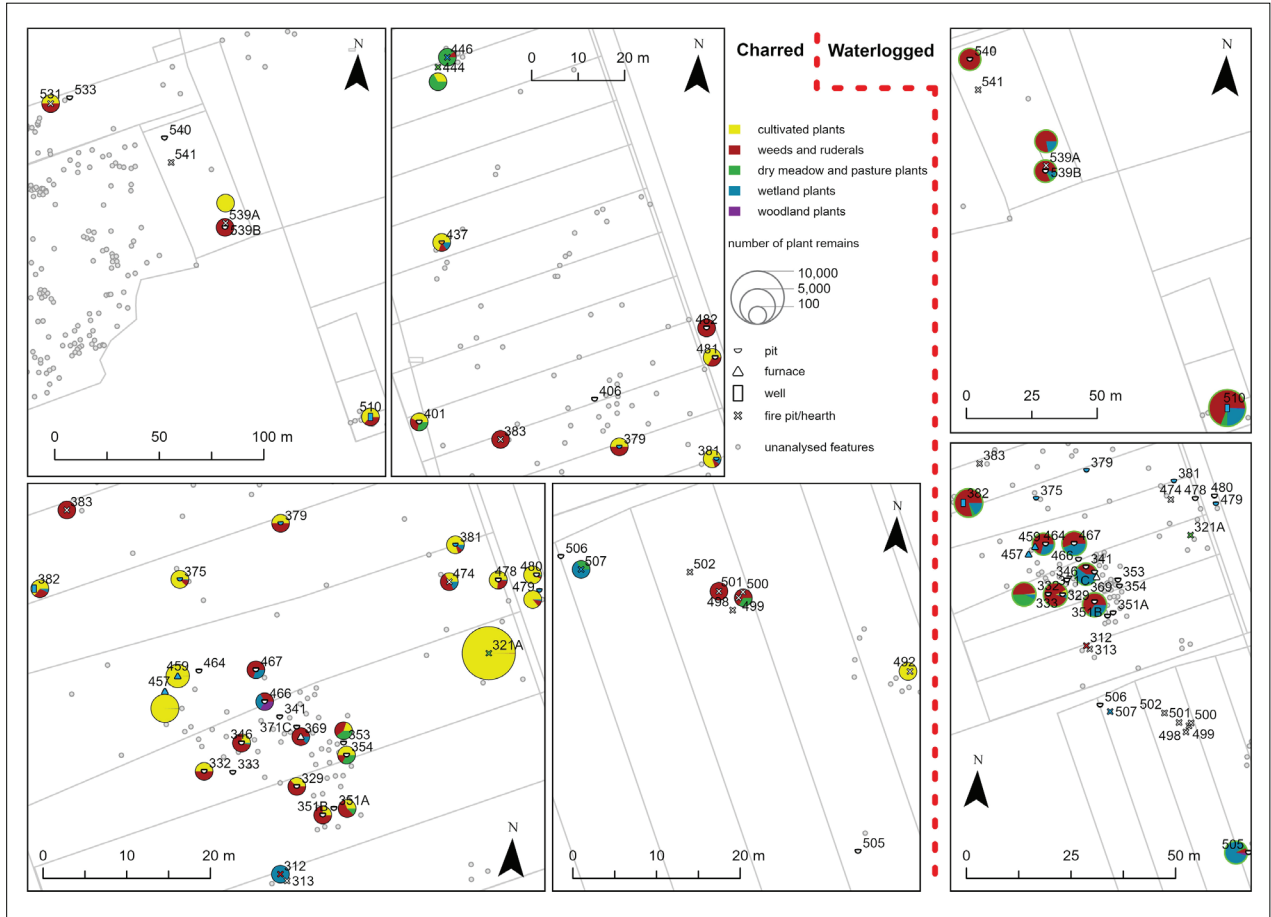 N
531
533
540
541
539A
539B
510
0 50 100 m
446
444
0 10 20 m
N
437
482
481
406
401
383
379
381
Charred
Waterlogged
cultivated plants
weeds and ruderals
dry meadow and pasture plants
wetland plants
woodland plants
number of plant remains
10,000
5,000
100
pit
furnace
well
fire pit/hearth
unanalysed features
540
541
N
539A
539B
510
0 25 50 m
383
379
381
382
375
474
478
480
479
459
464
467
474
478
480
479
457
321A
466
341
346
371C
369
353
332
354
333
329
351B
351A
312
313
N
0 10 20 m
N
506
507
502
501
500
498
499
492
505
0 10 20 m
383
379
381
382
375
474 478
480
479
321A
459
464
467
457
466
341
346
1C
353
332
369
354
333
329
351B
351A
312
313
506
507
502
501
500
498
499
505
N
0 25 50 m